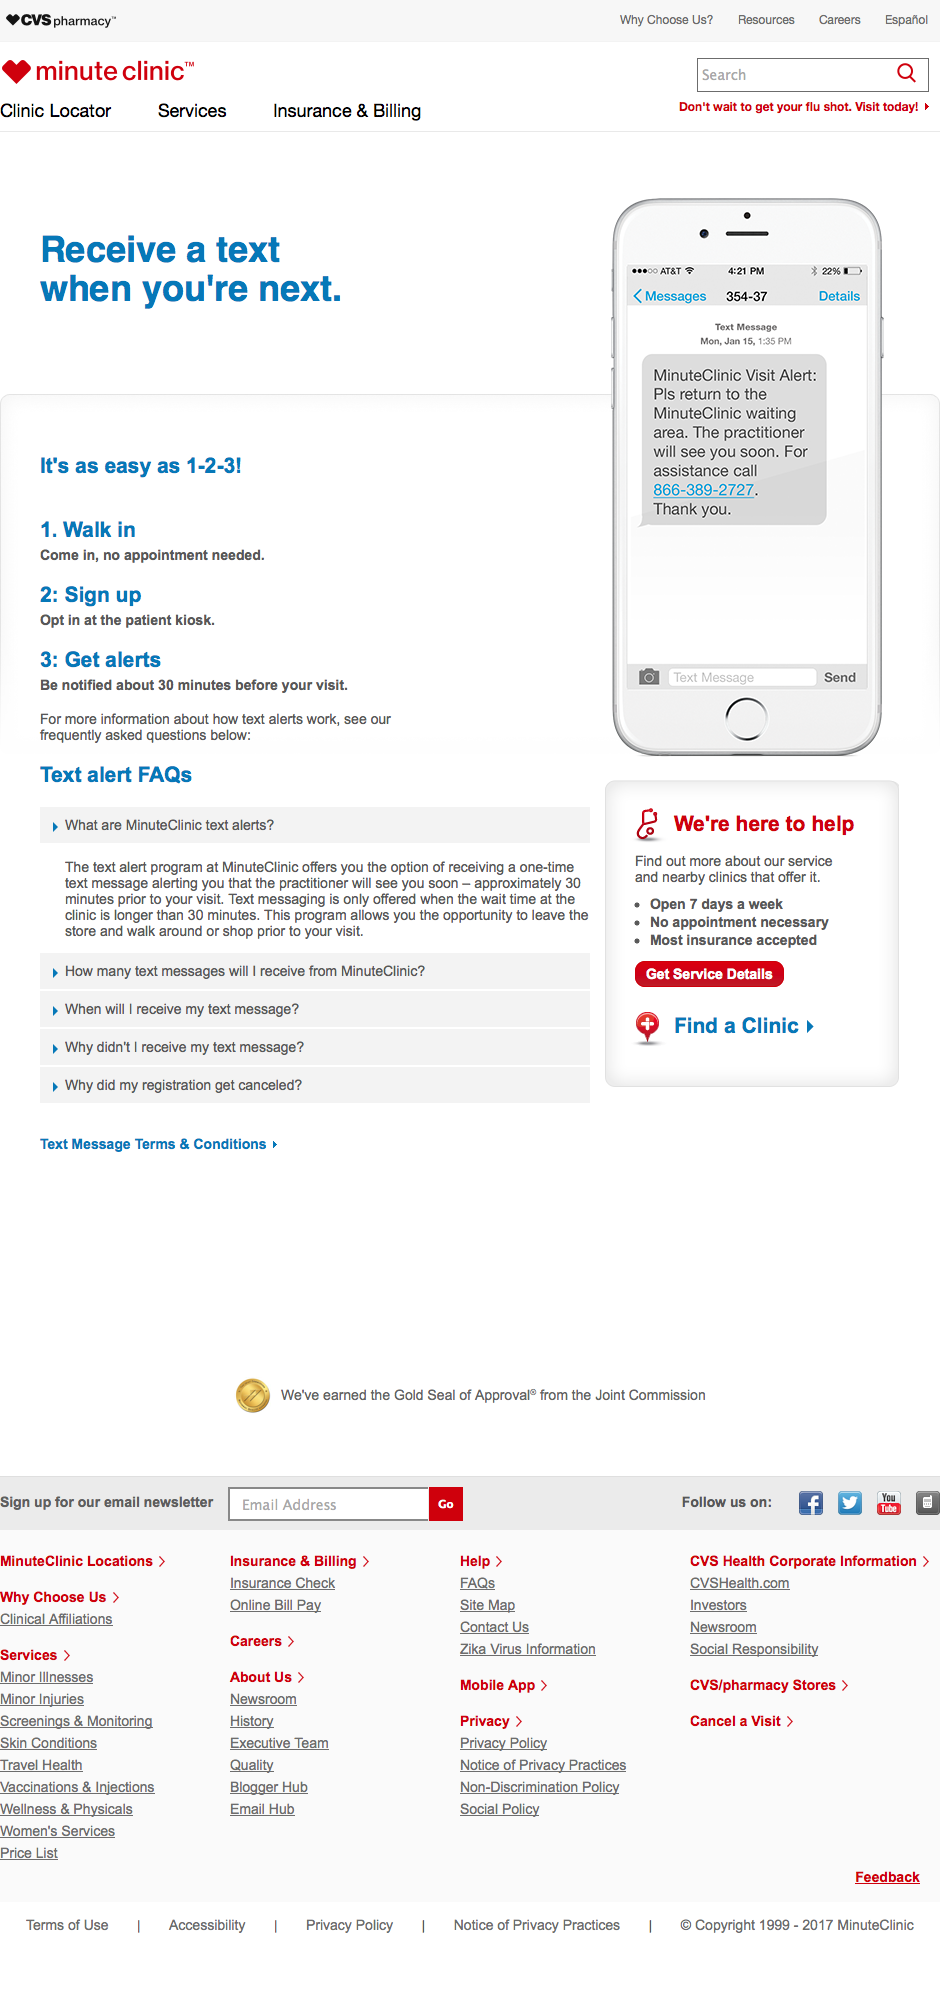 CVS pharmacy™
Why Choose Us? Resources Careers Español
minute clinic™
Search
Clinic Locator Services Insurance & Billing
Don't wait to get your flu shot. Visit today!
Receive a text
when you're next.
AT&T 4:21 PM 22%
Messages 354-37 Details
Text Message
Mon, Jan 15, 1:35 PM
MinuteClinic Visit Alert:
Pls return to the
MinuteClinic waiting
area. The practitioner
will see you soon. For
assistance call
866-389-2727.
Thank you.
Text Message Send
It's as easy as 1-2-3!
1. Walk in
Come in, no appointment needed.
2: Sign up
Opt in at the patient kiosk.
3: Get alerts
Be notified about 30 minutes before your visit.
For more information about how text alerts work, see our
frequently asked questions below:
Text alert FAQs
What are MinuteClinic text alerts?
The text alert program at MinuteClinic offers you the option of receiving a one-time
text message alerting you that the practitioner will see you soon – approximately 30
minutes prior to your visit. Text messaging is only offered when the wait time at the
clinic is longer than 30 minutes. This program allows you the opportunity to leave the
store and walk around or shop prior to your visit.
How many text messages will I receive from MinuteClinic?
When will I receive my text message?
Why didn't I receive my text message?
Why did my registration get canceled?
Text Message Terms & Conditions
We're here to help
Find out more about our service
and nearby clinics that offer it.
• Open 7 days a week
• No appointment necessary
• Most insurance accepted
Get Service Details
Find a Clinic
We've earned the Gold Seal of Approval® from the Joint Commission
Sign up for our email newsletter Email Address Go Follow us on:
You
Tube
MinuteClinic Locations
Why Choose Us
Clinical Affiliations
Services
Minor Illnesses
Minor Injuries
Screenings & Monitoring
Skin Conditions
Travel Health
Vaccinations & Injections
Wellness & Physicals
Women's Services
Price List
Insurance & Billing
Insurance Check
Online Bill Pay
Careers
About Us
Newsroom
History
Executive Team
Quality
Blogger Hub
Email Hub
Help
FAQs
Site Map
Contact Us
Zika Virus Information
Mobile App
Privacy
Privacy Policy
Notice of Privacy Practices
Non-Discrimination Policy
Social Policy
CVS Health Corporate Information
CVSHealth.com
Investors
Newsroom
Social Responsibility
CVS/pharmacy Stores
Cancel a Visit
Feedback
Terms of Use | Accessibility | Privacy Policy | Notice of Privacy Practices | © Copyright 1999 - 2017 MinuteClinic